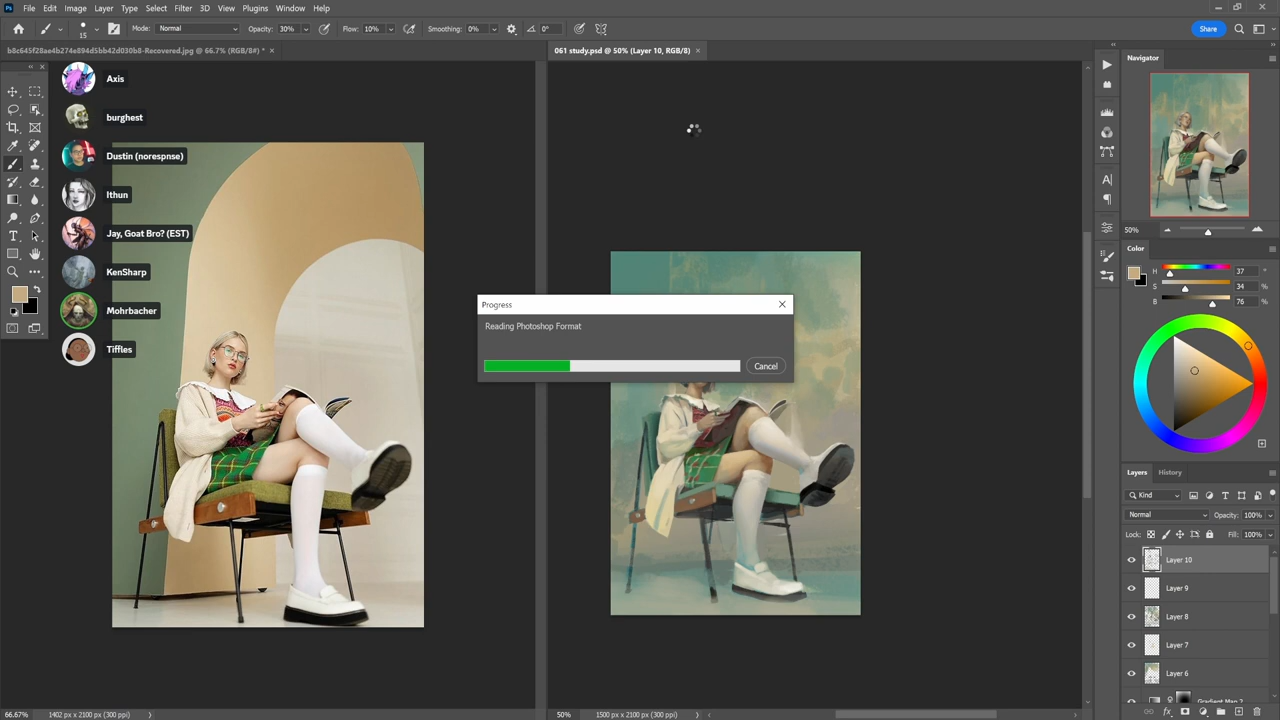 File Edit Image Layer Type Select Filter 3D View Plugins Window Help
15 Mode: Normal Opacity: 30% Flow: 10% Smoothing: 0% 0° Share
b8c645f28ae4b274e894d5bb42d030b8-Recovered.jpg @ 66.7% (RGB/8#) *
061 study.psd @ 50% (Layer 10, RGB/8)
Axis
burghest
Dustin (norespnse)
Ithun
Jay, Goat Bro? (EST)
KenSharp
Mohrbacher
Tiffles
Progress
Reading Photoshop Format
Cancel
Navigator
50%
Color
H 37
S 34 %
B 76 %
Layers History
Kind
Normal Opacity: 100%
Lock: Fill: 100%
Layer 10
Layer 9
Layer 8
Layer 7
Layer 6
Gradient Map 2
66.67% 1402 px x 2100 px (300 ppi)
50% 1500 px x 2100 px (300 ppi)